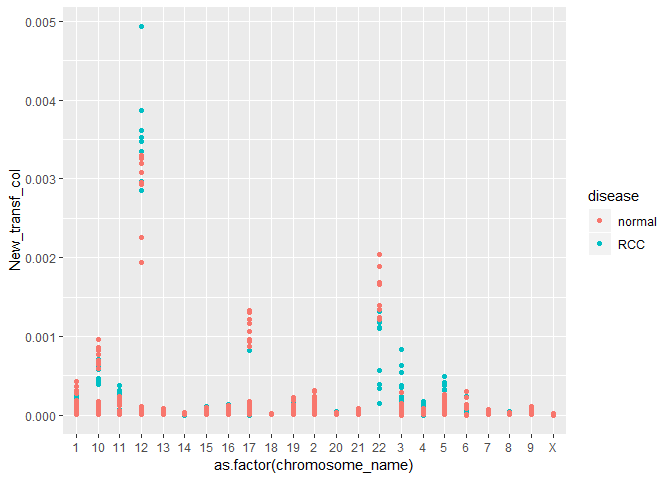 0.005
0.004
0.003
0.002
0.001
0.000
New_transf_col
1 10 11 12 13 14 15 16 17 18 19 2 20 21 22 3 4 5 6 7 8 9 X
as.factor(chromosome_name)
disease
normal
RCC